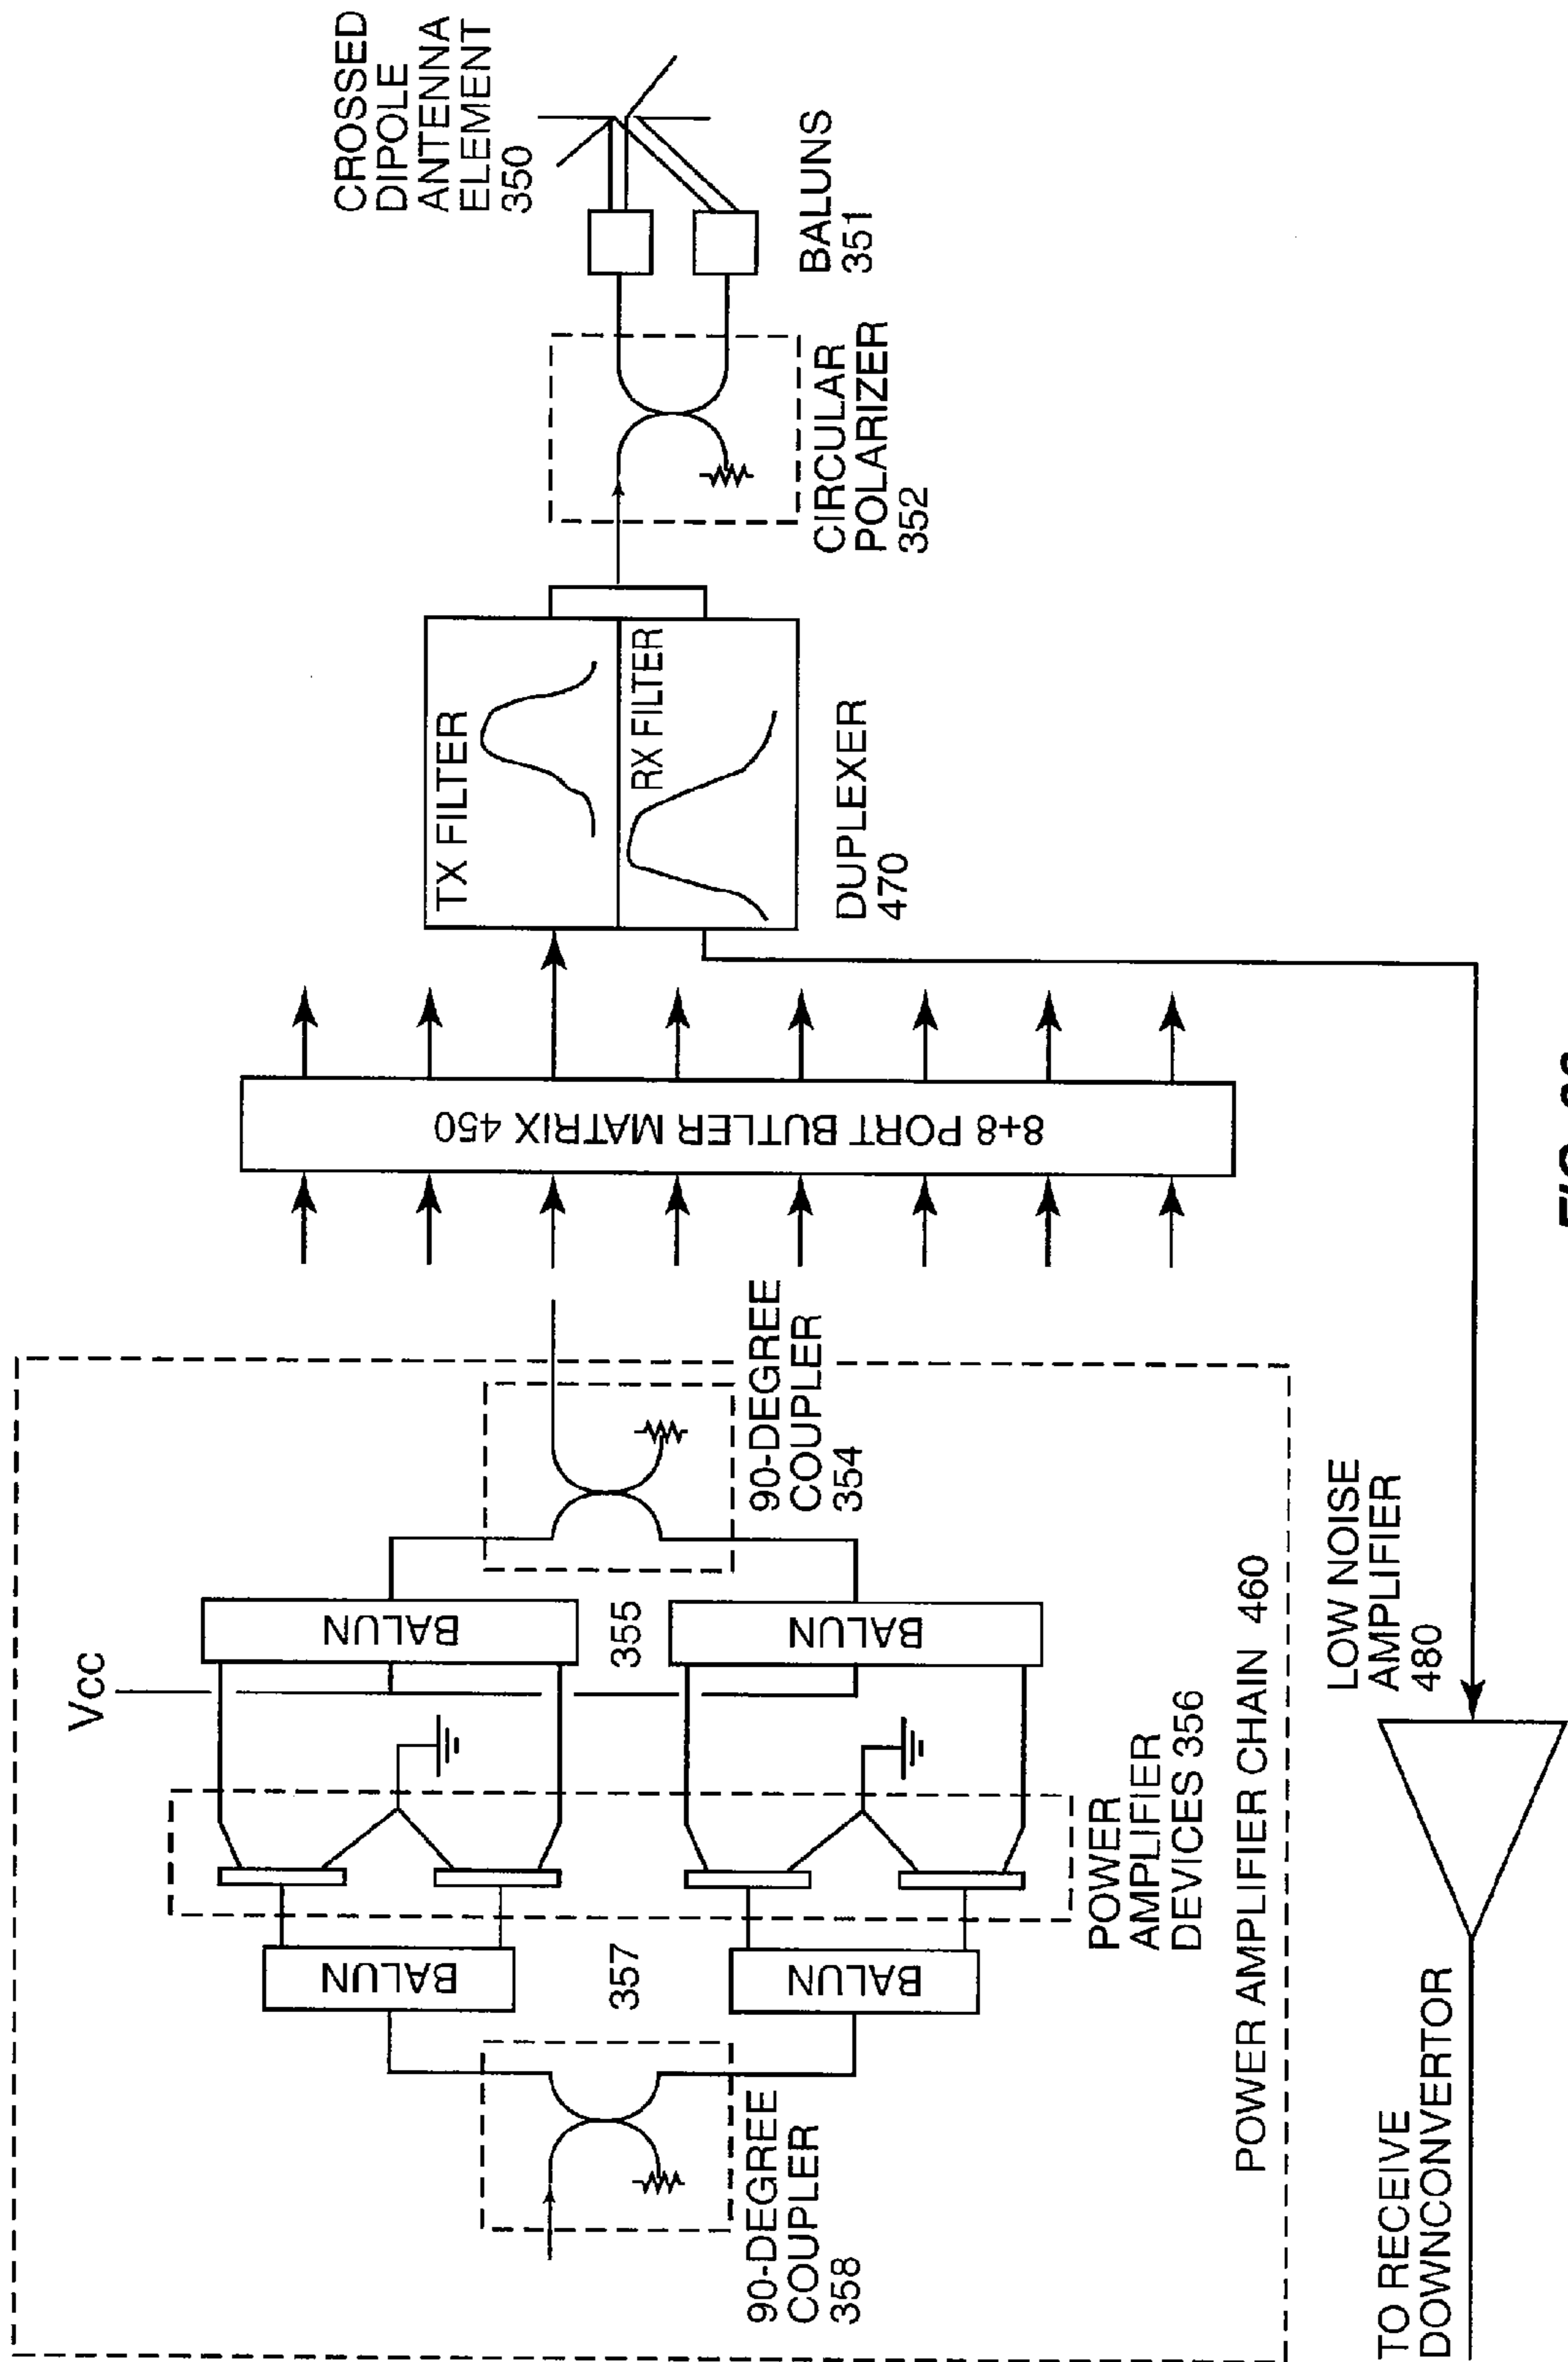 CROSSED
DIPOLE
ANTENNA
ELEMENT
350
BALUNS
351
CIRCULAR
POLARIZER
352
TX FILTER
RX FILTER
DUPLEXER
470
8+8 PORT BUTLER MATRIX 450
90-DEGREE
COUPLER
354
Vcc
BALUN
355
BALUN
POWER
AMPLIFIER
DEVICES 356
BALUN
357
BALUN
90-DEGREE
COUPLER
358
POWER AMPLIFIER CHAIN 460
LOW NOISE
AMPLIFIER
480
TO RECEIVE
DOWNCONVERTOR